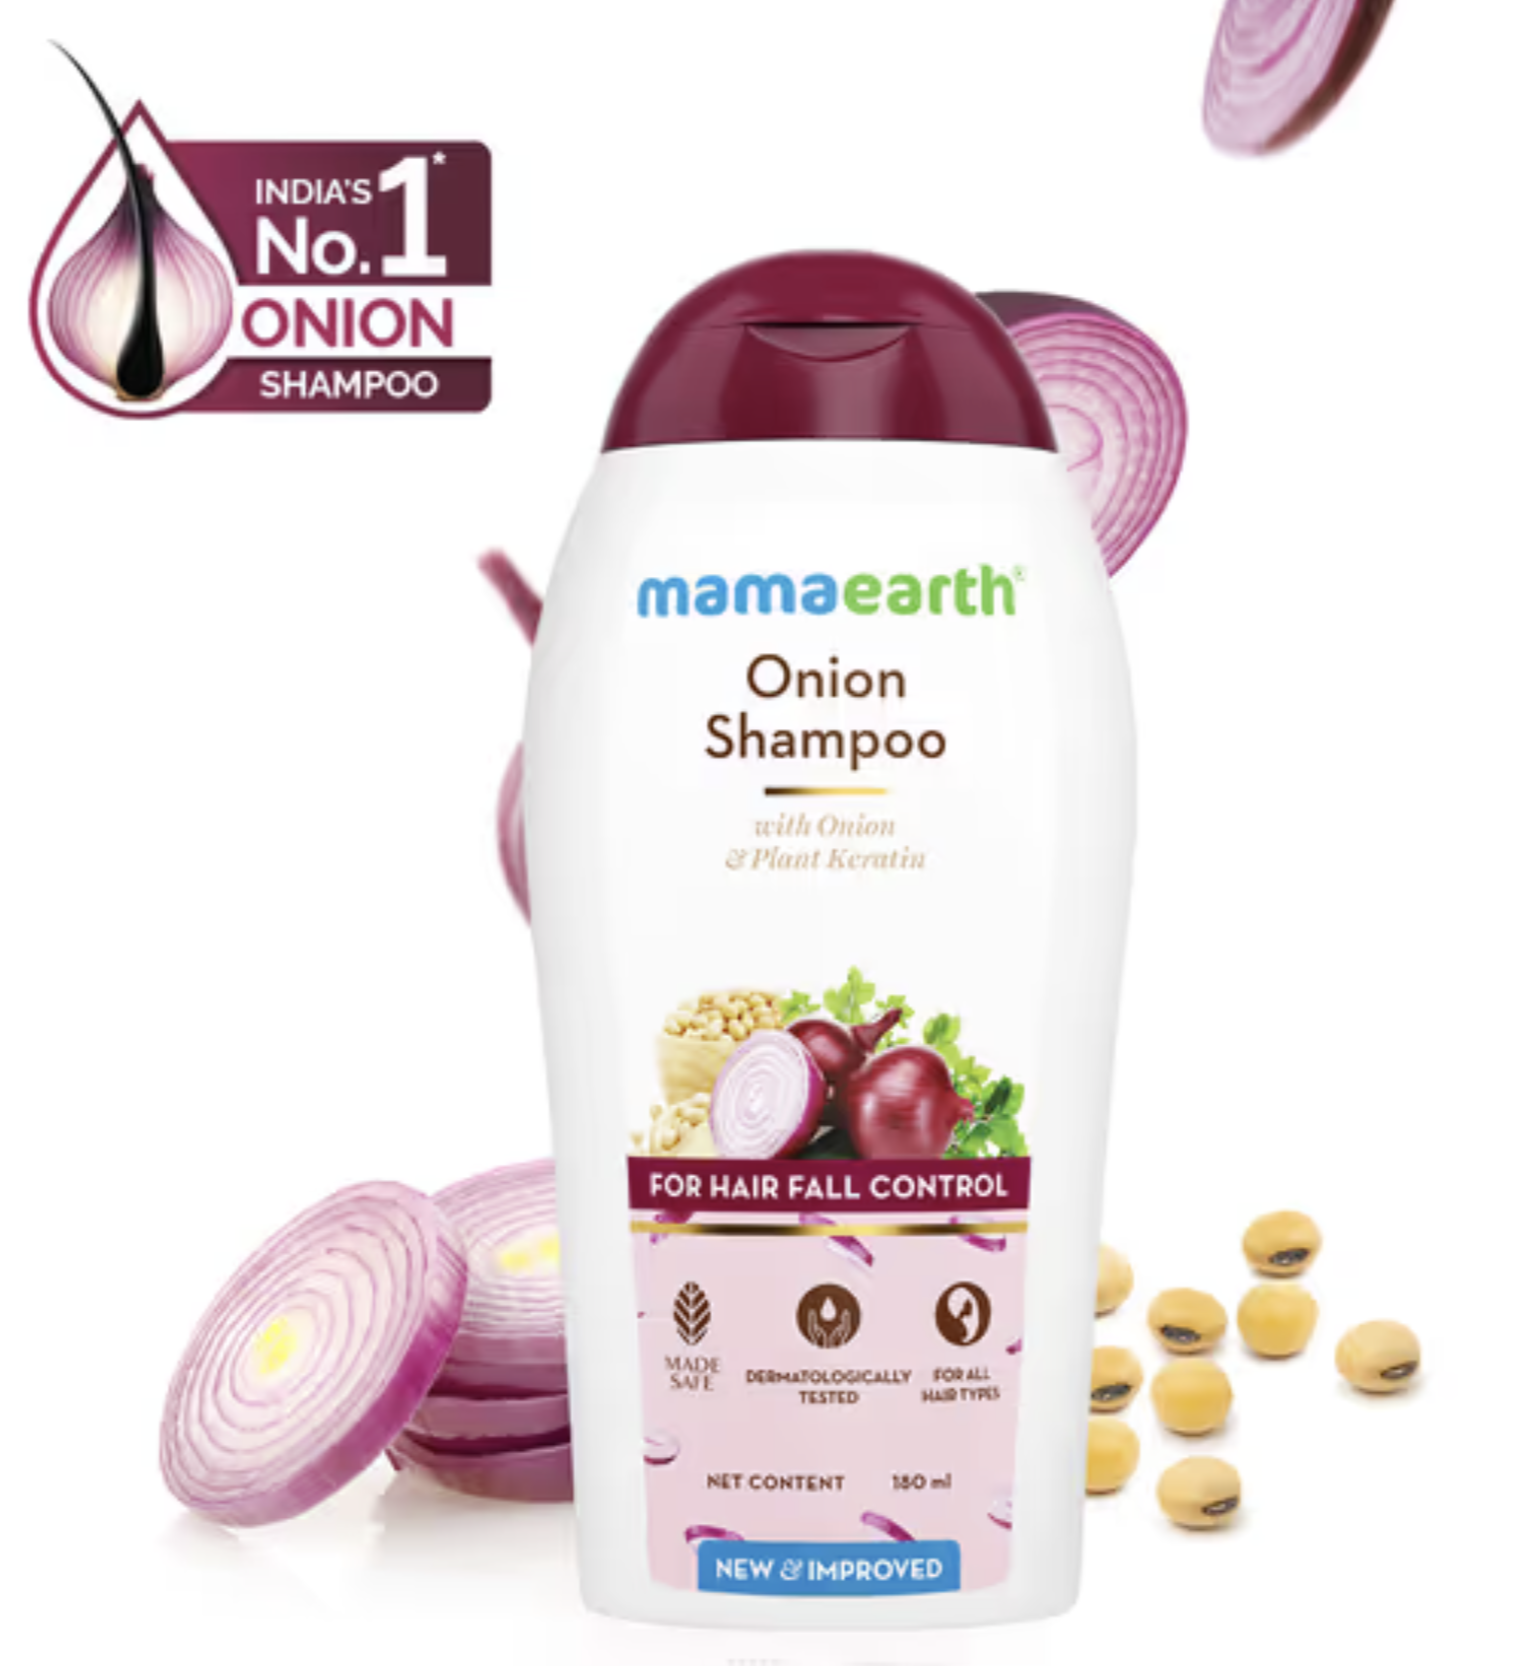 INDIA'S
No.1*
ONION
SHAMPOO
mamaearth®
Onion
Shampoo
with Onion
& Plant Keratin
FOR HAIR FALL CONTROL
MADE
SAFE
DERMATOLOGICALLY
TESTED
FOR ALL
HAIR TYPES
NET CONTENT 180 ml
NEW & IMPROVED